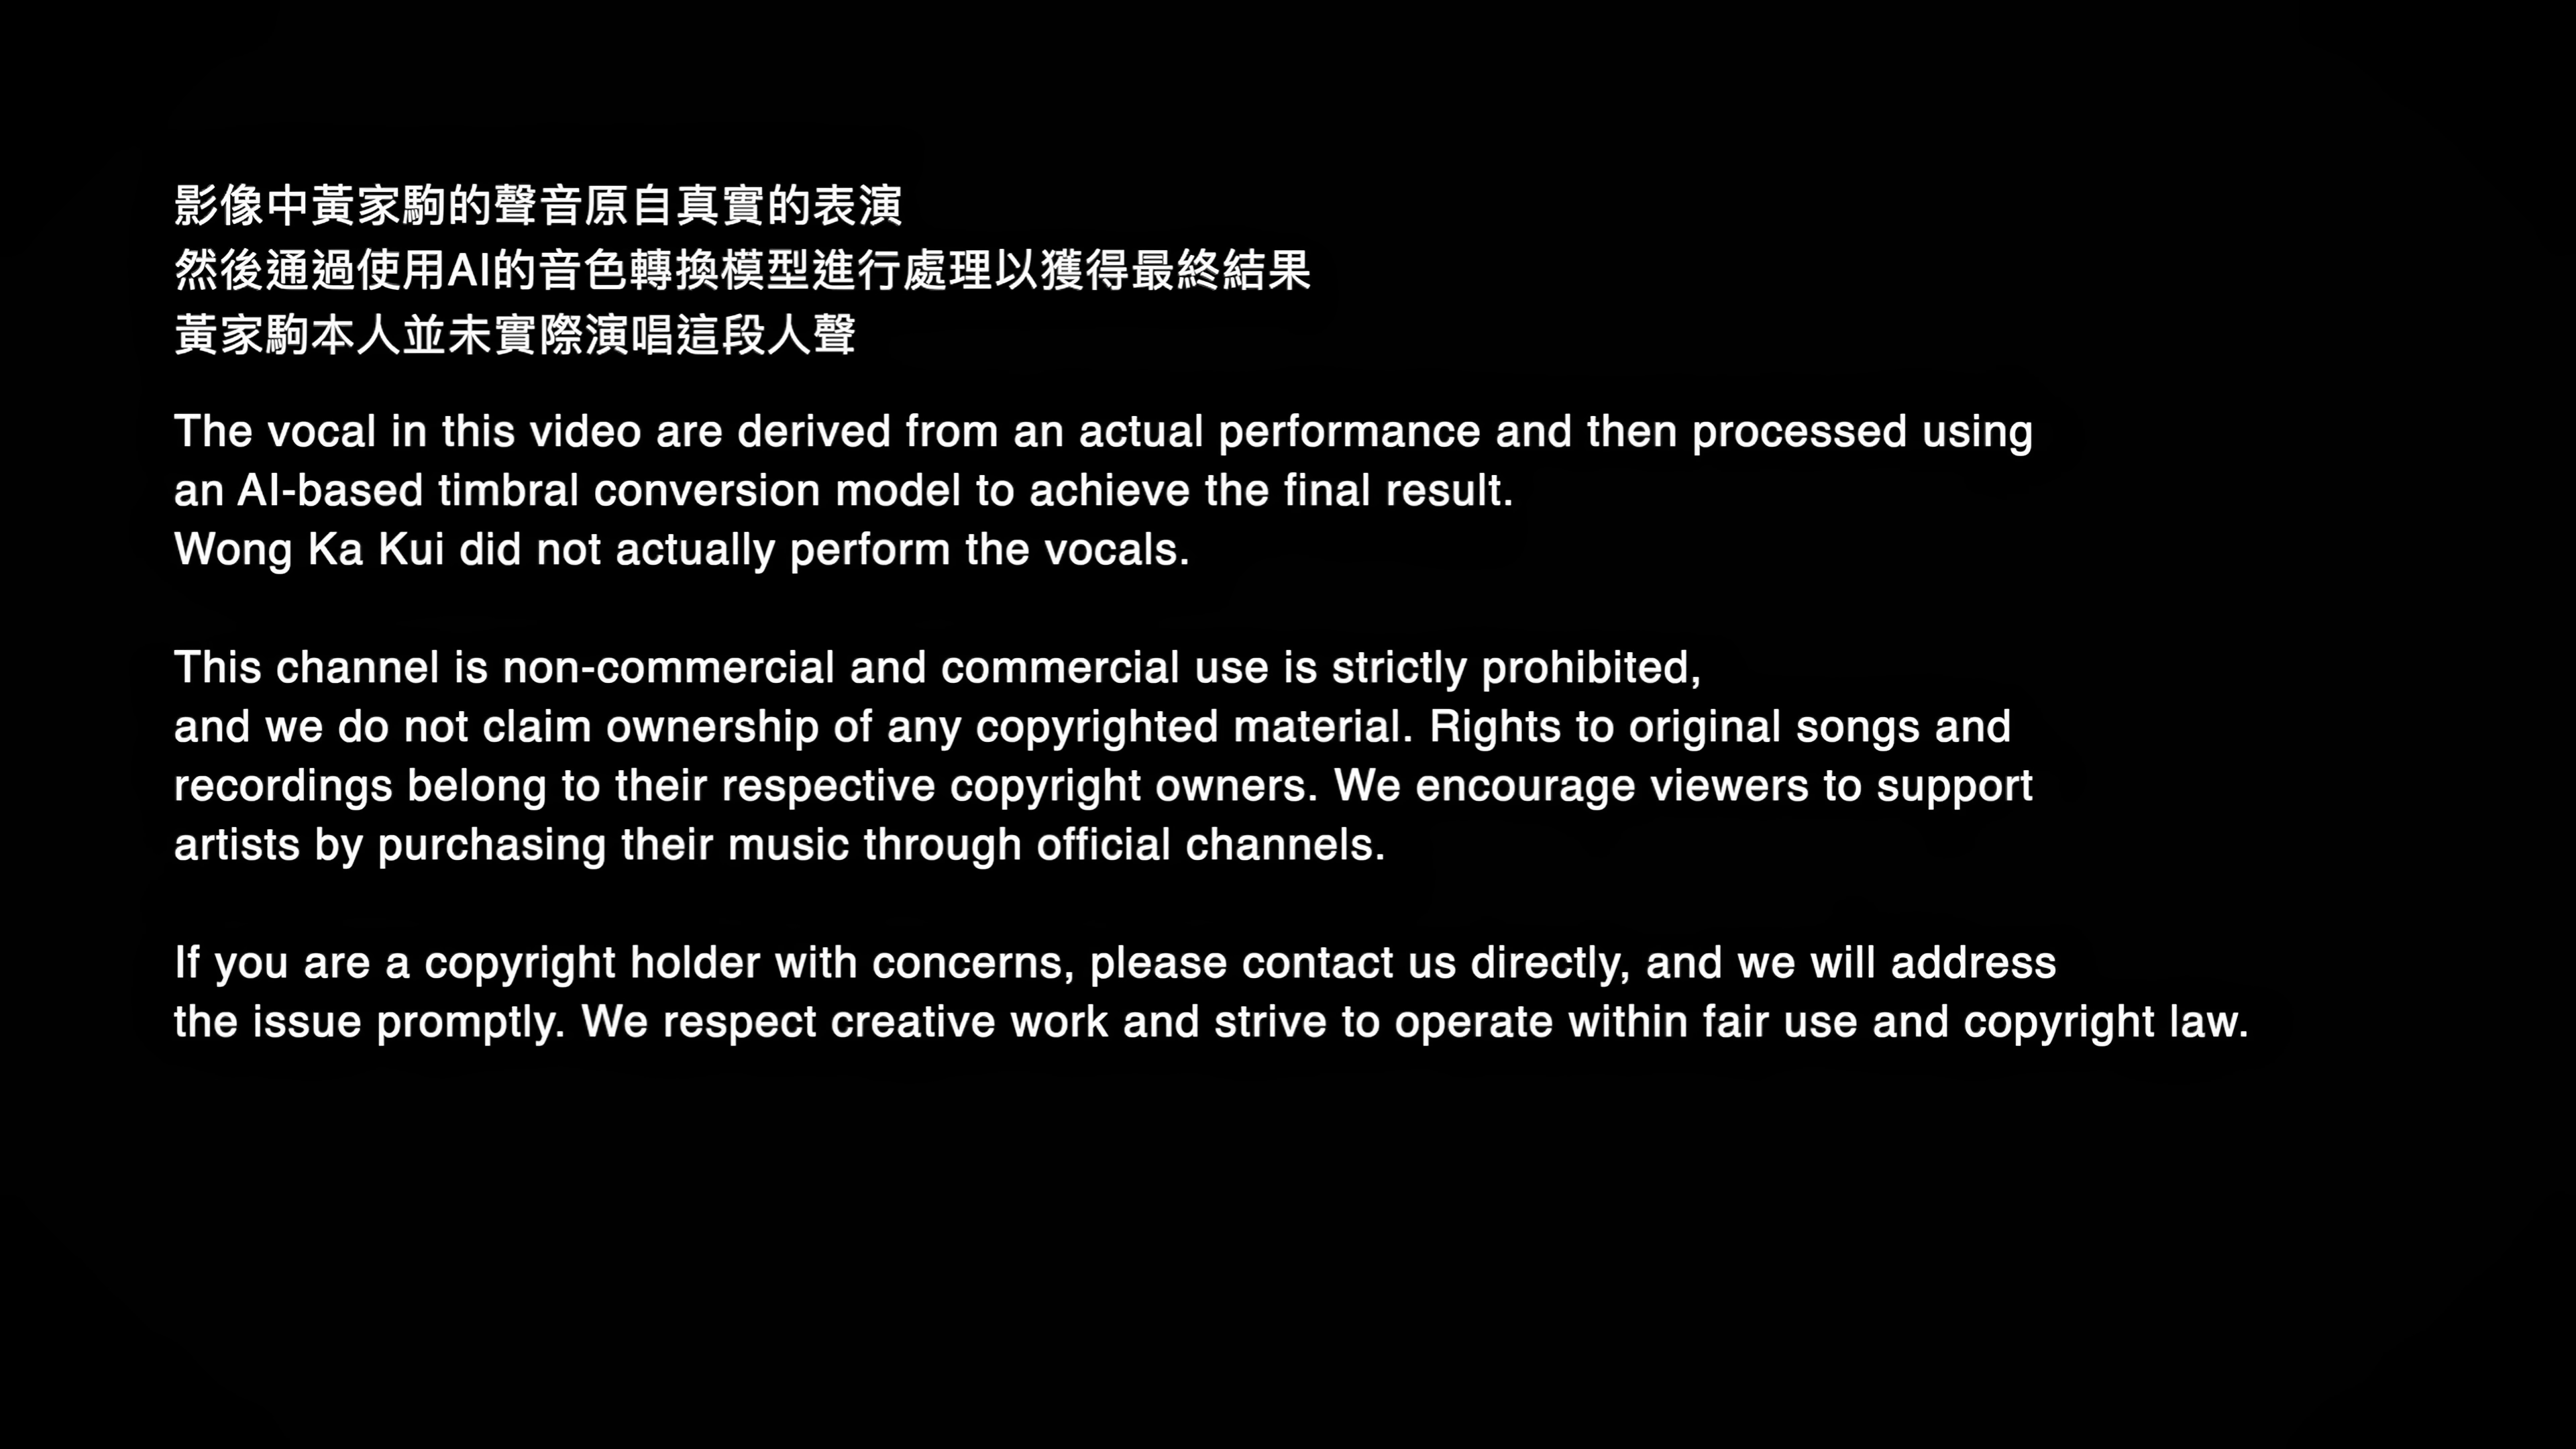 影像中黃家駒的聲音原自真實的表演
然後通過使用AI的音色轉換模型進行處理以獲得最終結果
黃家駒本人並未實際演唱這段人聲
The vocal in this video are derived from an actual performance and then processed using
an AI-based timbral conversion model to achieve the final result.
Wong Ka Kui did not actually perform the vocals.
This channel is non-commercial and commercial use is strictly prohibited,
and we do not claim ownership of any copyrighted material. Rights to original songs and
recordings belong to their respective copyright owners. We encourage viewers to support
artists by purchasing their music through official channels.
If you are a copyright holder with concerns, please contact us directly, and we will address
the issue promptly. We respect creative work and strive to operate within fair use and copyright law.